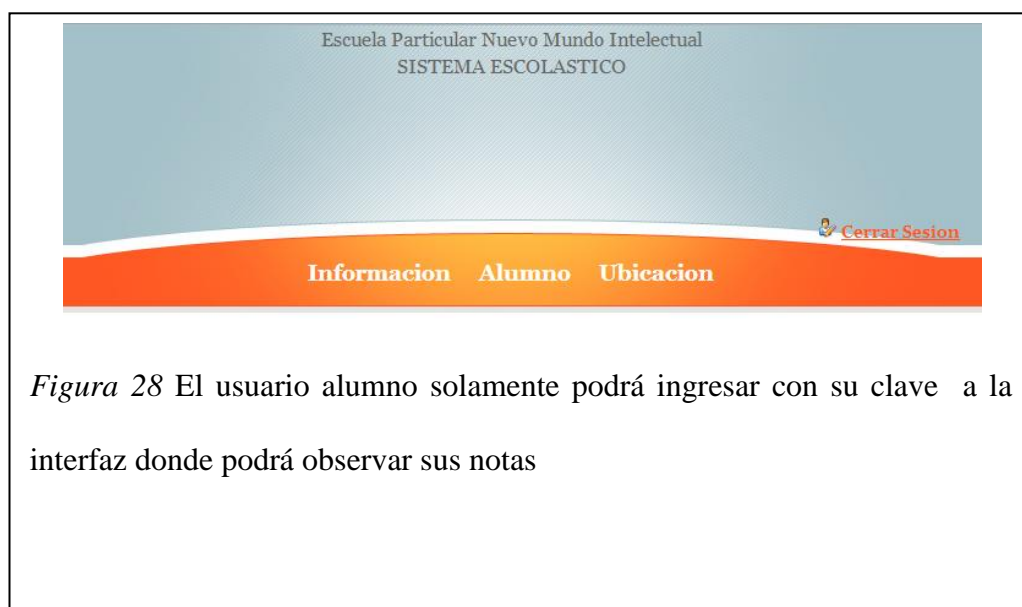 Escuela Particular Nuevo Mundo Intelectual
SISTEMA ESCOLASTICO
Cerrar Sesion
Informacion Alumno Ubicacion
Figura 28 El usuario alumno solamente podrá ingresar con su clave a la
interfaz donde podrá observar sus notas